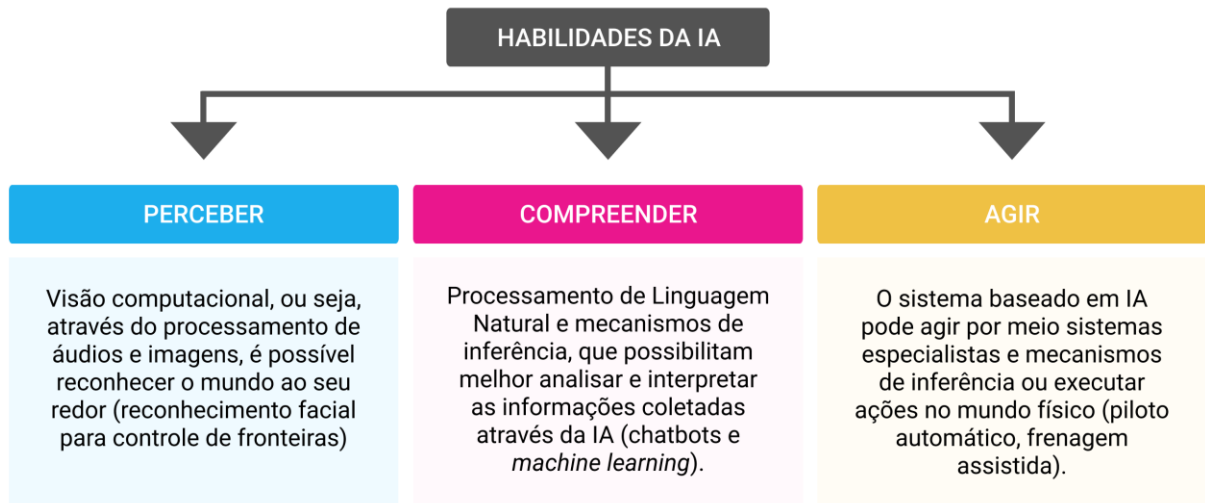 HABILIDADES DA IA
PERCEBER
Visão computacional, ou seja,
através do processamento de
áudios e imagens, é possível
reconhecer o mundo ao seu
redor (reconhecimento facial
para controle de fronteiras)
COMPREENDER
Processamento de Linguagem
Natural e mecanismos de
inferência, que possibilitam
melhor analisar e interpretar
as informações coletadas
através da IA (chatbots e
machine learning).
AGIR
O sistema baseado em IA
pode agir por meio sistemas
especialistas e mecanismos
de inferência ou executar
ações no mundo físico (piloto
automático, frenagem
assistida).